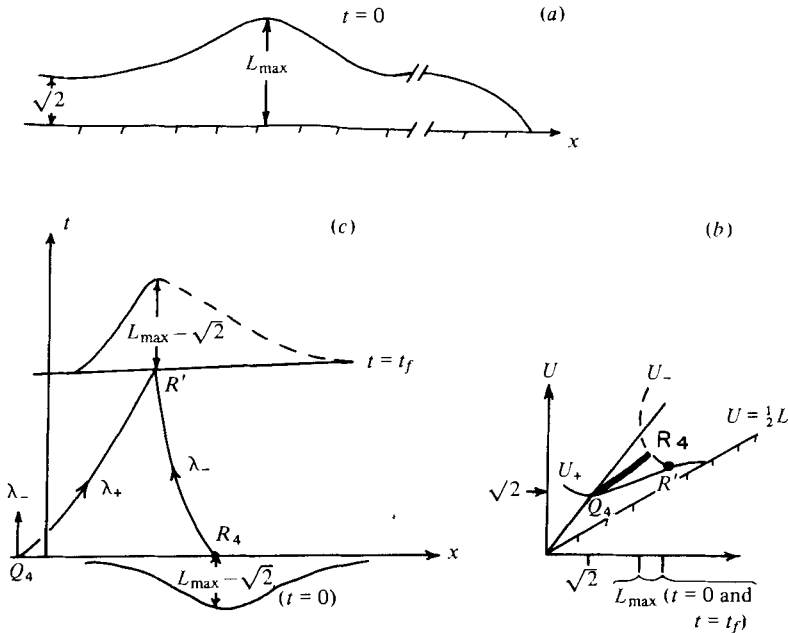 t = 0
(a)
√2
L_max
x
t
(c)
L_max − √2
t = t_f
R'
λ_−
λ_+
λ_−
Q_4
R_4
x
L_max − √2
(t = 0)
(b)
U
U_−
U = ½ L
R_4
U_+
R'
√2
Q_4
√2
L_max (t = 0 and
t = t_f)